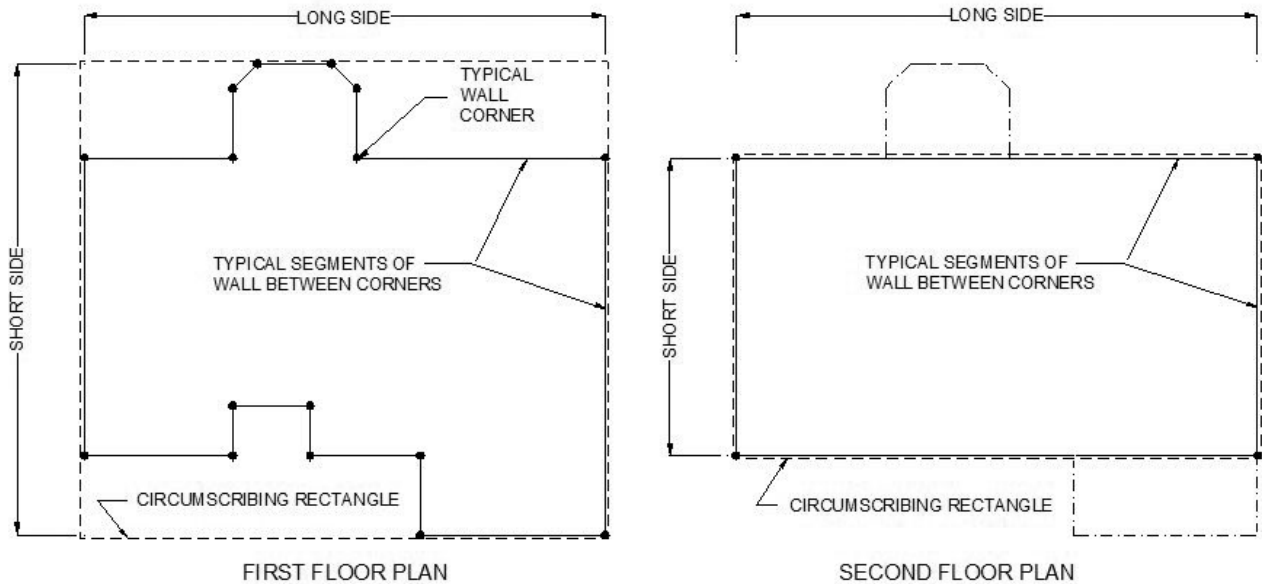 LONG SIDE
TYPICAL
WALL
CORNER
SHORT SIDE
TYPICAL SEGMENTS OF
WALL BETWEEN CORNERS
CIRCUMSCRIBING RECTANGLE
FIRST FLOOR PLAN
LONG SIDE
SHORT SIDE
TYPICAL SEGMENTS OF
WALL BETWEEN CORNERS
CIRCUMSCRIBING RECTANGLE
SECOND FLOOR PLAN